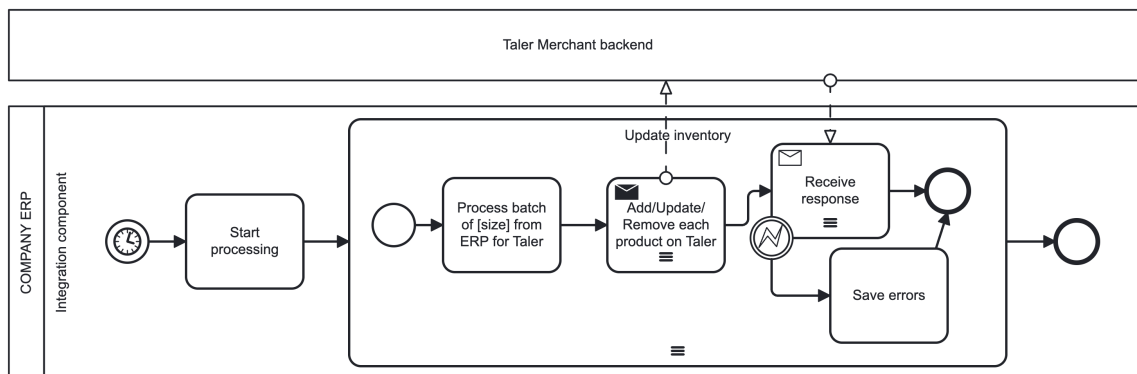 Taler Merchant backend
COMPANY ERP
Integration component
Start
processing
Process batch
of [size] from
ERP for Taler
Update inventory
Add/Update/
Remove each
product on Taler
Receive
response
Save errors